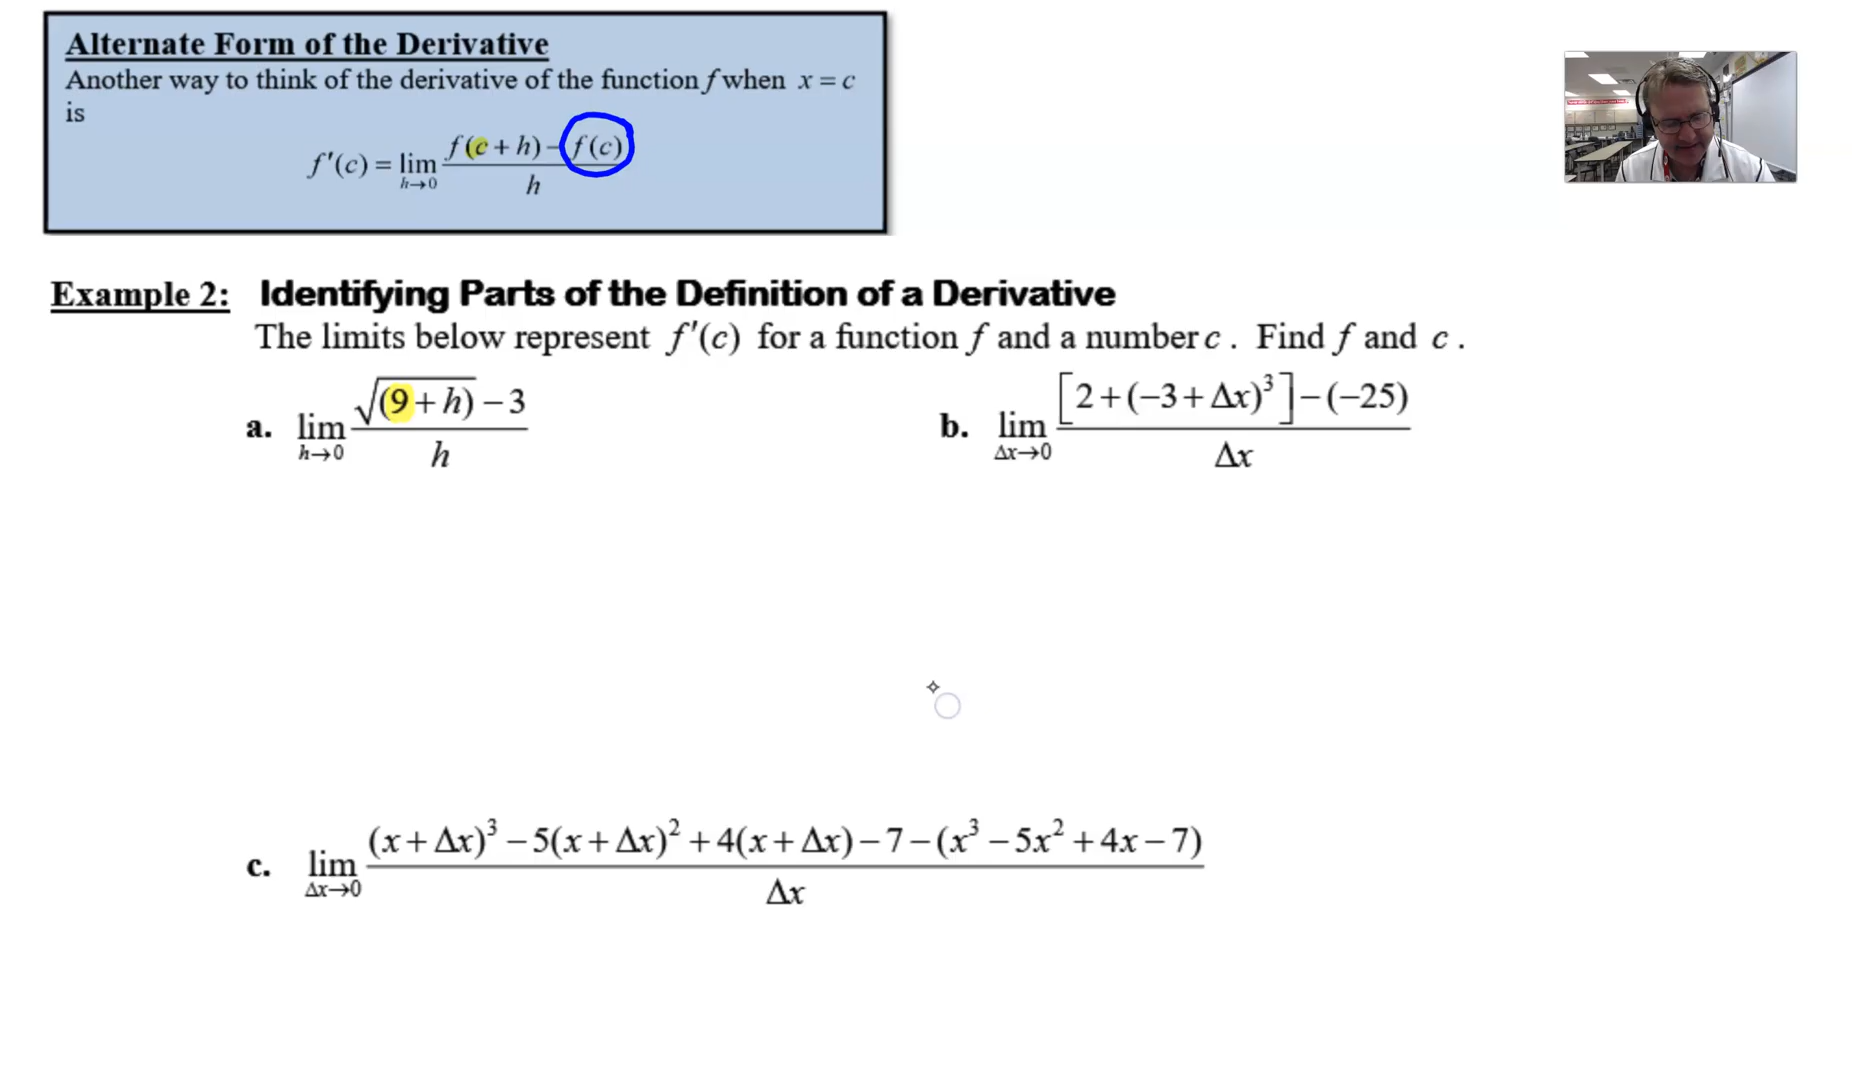 Alternate Form of the Derivative
Another way to think of the derivative of the function f when x = c
is
f'(c) = lim_{h→0} (f(c + h) − f(c)) / h
Example 2: Identifying Parts of the Definition of a Derivative
The limits below represent f'(c) for a function f and a number c . Find f and c .
a. lim_{h→0} (√((9 + h)) − 3) / h
b. lim_{Δx→0} ([2 + (−3 + Δx)³] − (−25)) / Δx
c. lim_{Δx→0} ((x + Δx)³ − 5(x + Δx)² + 4(x + Δx) − 7 − (x³ − 5x² + 4x − 7)) / Δx